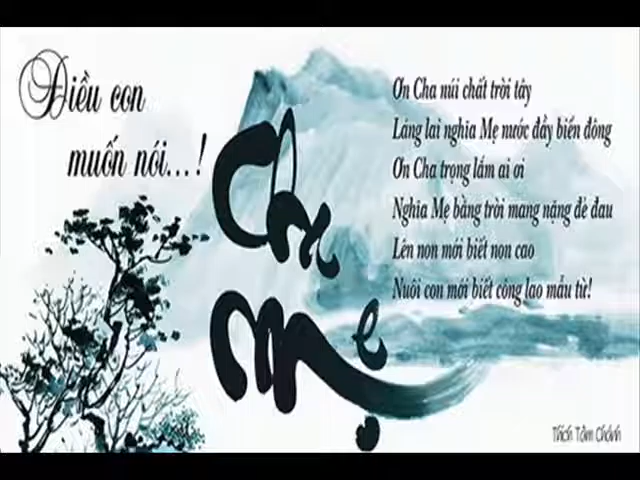 Điều con
muốn nói...!
Cha
Mẹ
Ơn Cha núi chất trời tây
Láng lai nghĩa Mẹ nước đầy biển đông
Ơn Cha trọng lắm ai ơi
Nghĩa Mẹ bằng trời mang nặng đẻ đau
Lên non mới biết non cao
Nuôi con mới biết công lao mẫu từ!
Thích Tâm Chánh